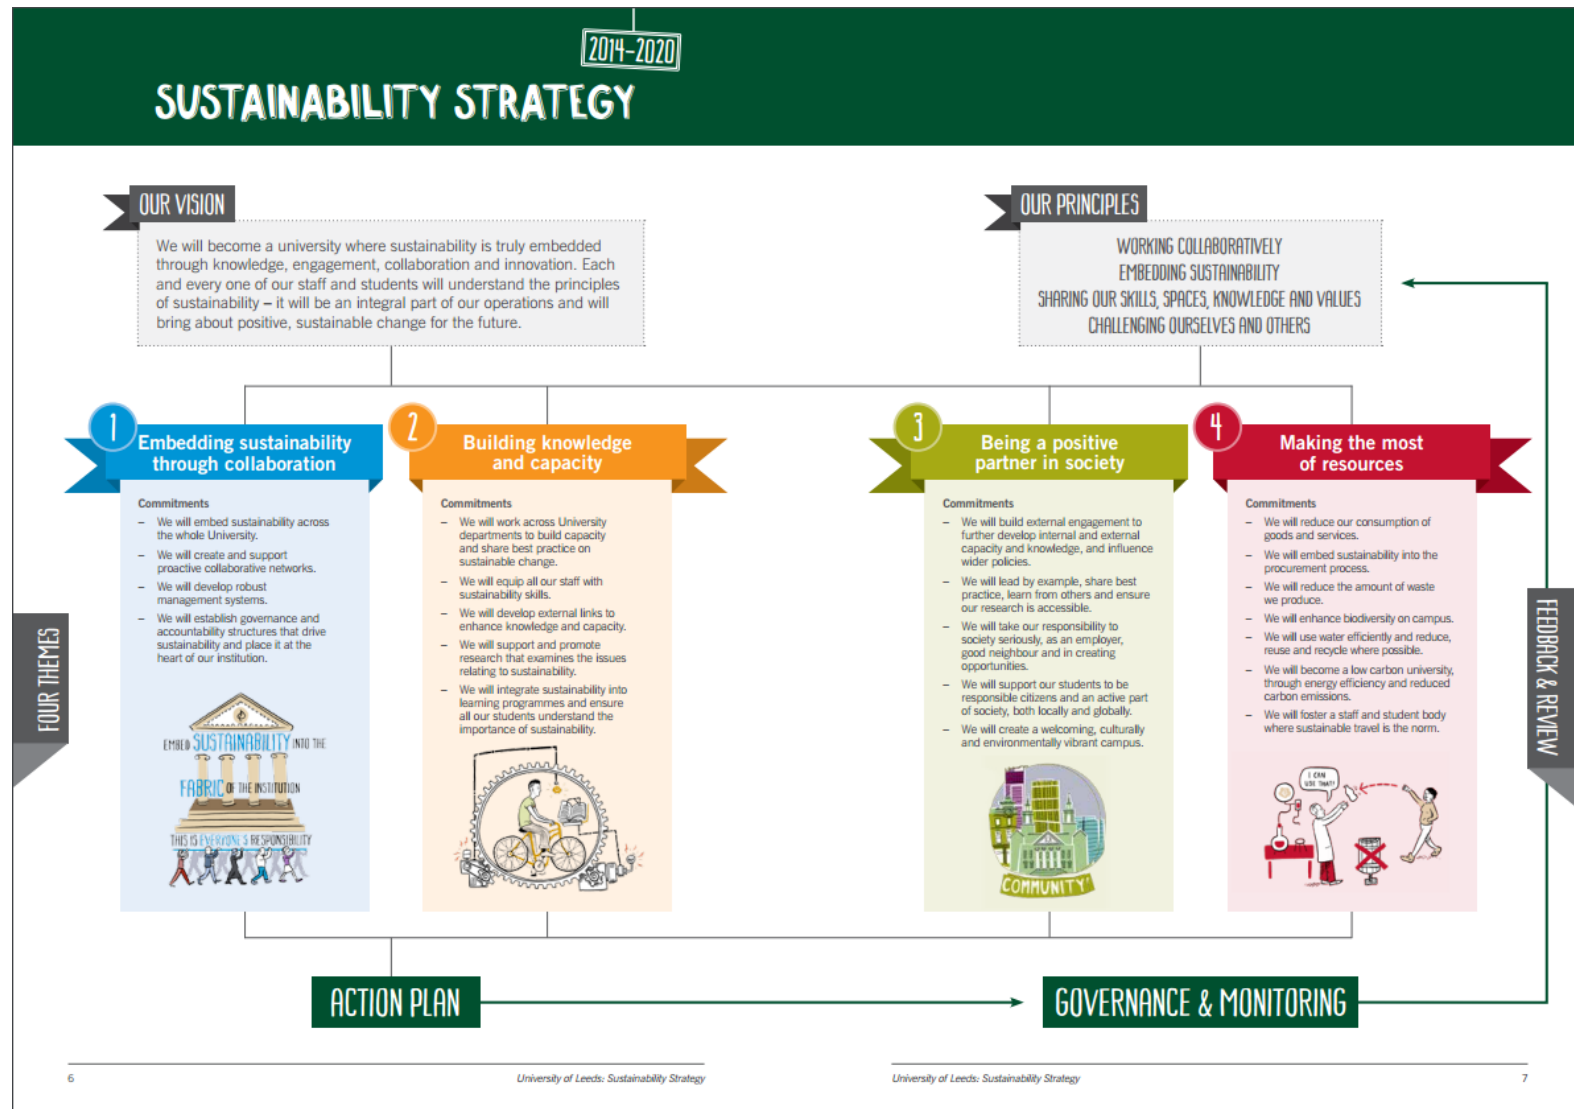 2014–2020
SUSTAINABILITY STRATEGY
OUR VISION
We will become a university where sustainability is truly embedded
through knowledge, engagement, collaboration and innovation. Each
and every one of our staff and students will understand the principles
of sustainability – it will be an integral part of our operations and will
bring about positive, sustainable change for the future.
OUR PRINCIPLES
WORKING COLLABORATIVELY
EMBEDDING SUSTAINABILITY
SHARING OUR SKILLS, SPACES, KNOWLEDGE AND VALUES
CHALLENGING OURSELVES AND OTHERS
FOUR THEMES
1
Embedding sustainability
through collaboration
Commitments
– We will embed sustainability across
the whole University.
– We will create and support
proactive collaborative networks.
– We will develop robust
management systems.
– We will establish governance and
accountability structures that drive
sustainability and place it at the
heart of our institution.
EMBED SUSTAINABILITY INTO THE
FABRIC OF THE INSTITUTION
THIS IS EVERYONE'S RESPONSIBILITY
2
Building knowledge
and capacity
Commitments
– We will work across University
departments to build capacity
and share best practice on
sustainable change.
– We will equip all our staff with
sustainability skills.
– We will develop external links to
enhance knowledge and capacity.
– We will support and promote
research that examines the issues
relating to sustainability.
– We will integrate sustainability into
learning programmes and ensure
all our students understand the
importance of sustainability.
3
Being a positive
partner in society
Commitments
– We will build external engagement to
further develop internal and external
capacity and knowledge, and influence
wider policies.
– We will lead by example, share best
practice, learn from others and ensure
our research is accessible.
– We will take our responsibility to
society seriously, as an employer,
good neighbour and in creating
opportunities.
– We will support our students to be
responsible citizens and an active part
of society, both locally and globally.
– We will create a welcoming, culturally
and environmentally vibrant campus.
COMMUNITY
4
Making the most
of resources
Commitments
– We will reduce our consumption of
goods and services.
– We will embed sustainability into the
procurement process.
– We will reduce the amount of waste
we produce.
– We will enhance biodiversity on campus.
– We will use water efficiently and reduce,
reuse and recycle where possible.
– We will become a low carbon university,
through energy efficiency and reduced
carbon emissions.
– We will foster a staff and student body
where sustainable travel is the norm.
I CAN
USE THAT!
FEEDBACK & REVIEW
ACTION PLAN
GOVERNANCE & MONITORING
6
University of Leeds: Sustainability Strategy
University of Leeds: Sustainability Strategy
7